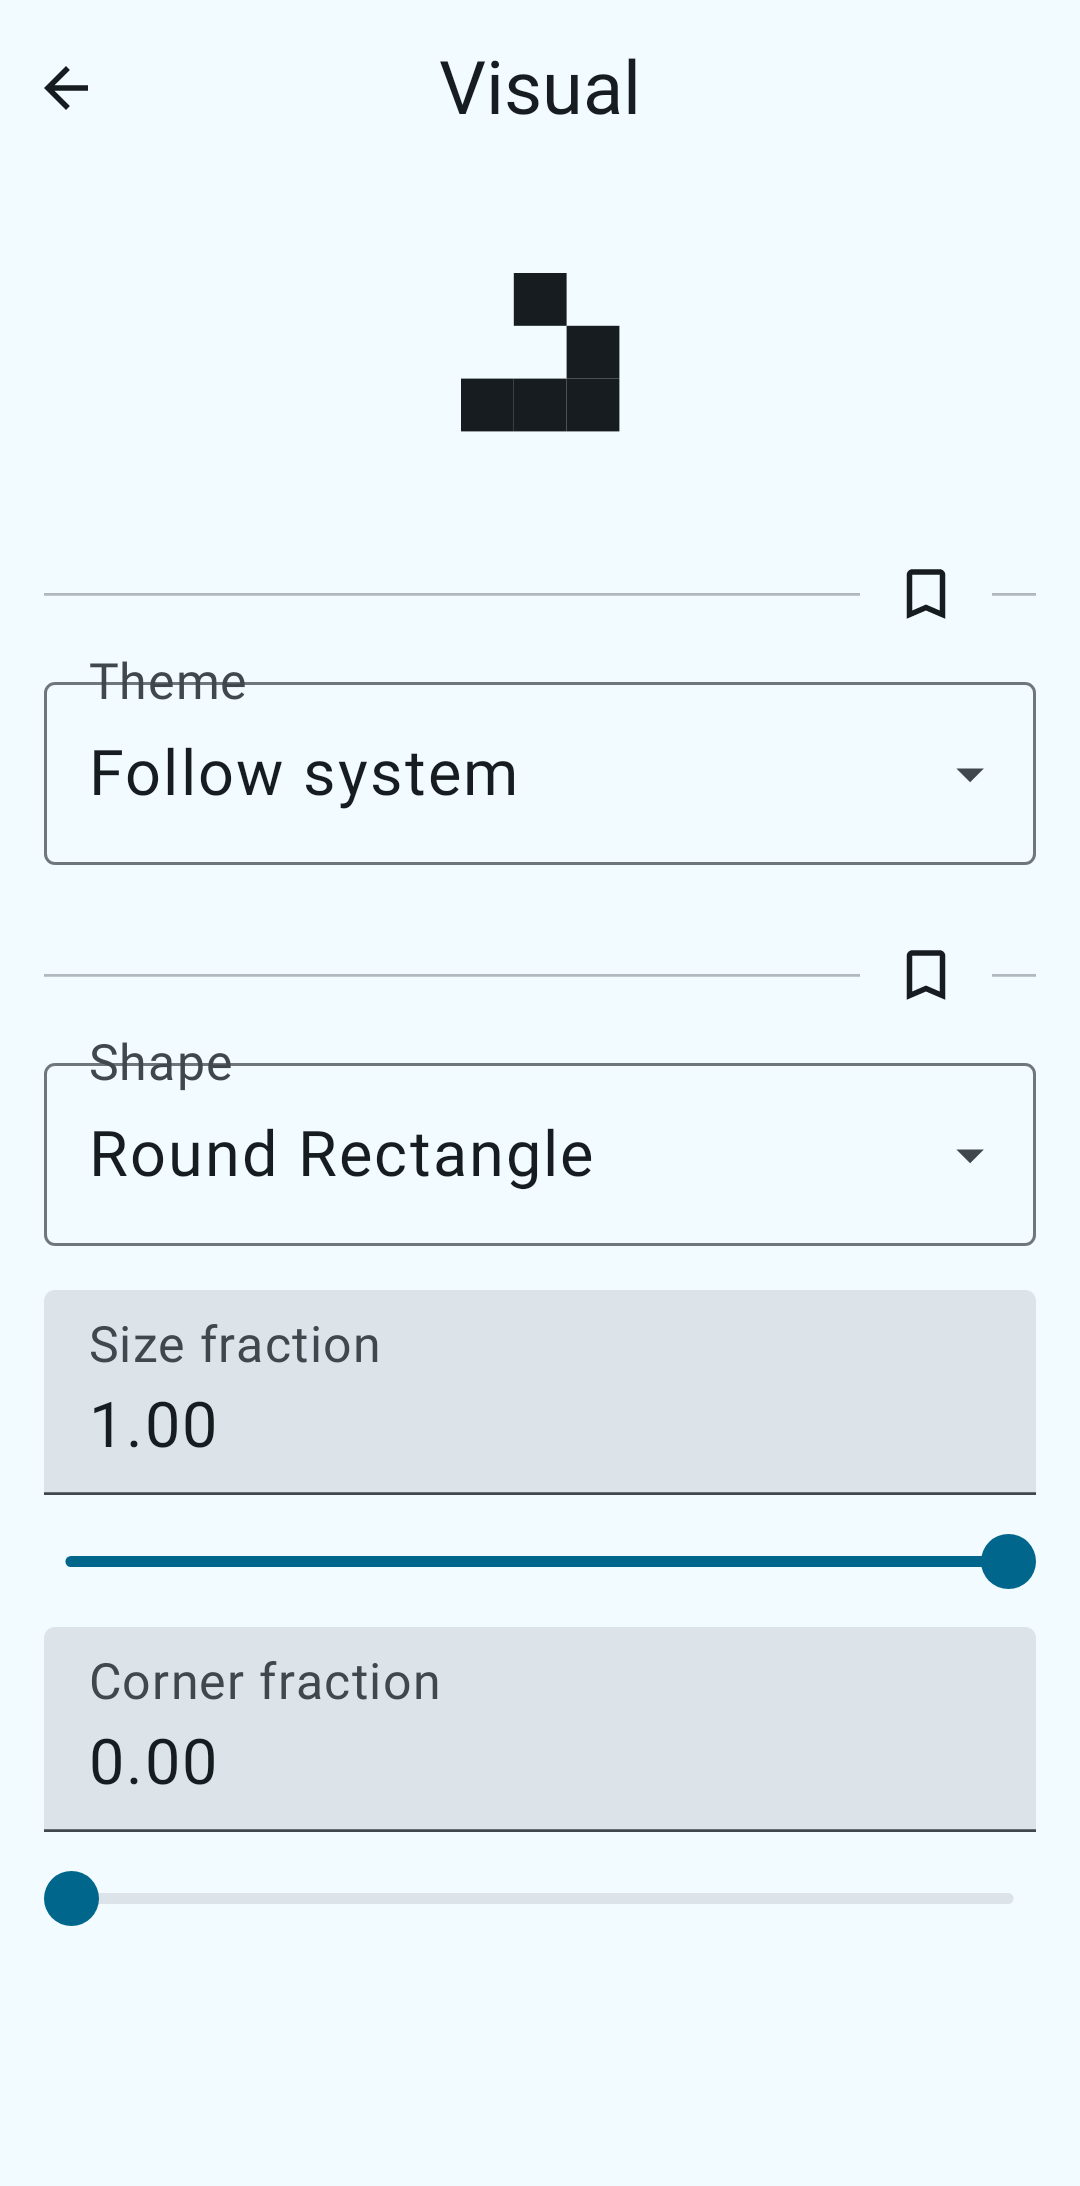 Visual
Theme
Follow system
Shape
Round Rectangle
Size fraction
1.00
Corner fraction
0.00